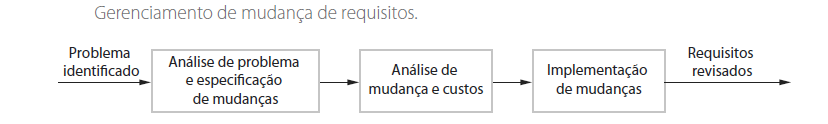 Gerenciamento de mudança de requisitos.
Problema
identificado
Análise de problema
e especificação
de mudanças
Análise de
mudança e custos
Implementação
de mudanças
Requisitos
revisados